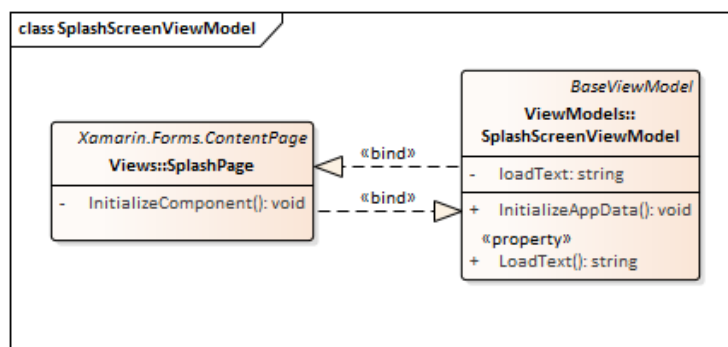 class SplashScreenViewModel
BaseViewModel
ViewModels::
SplashScreenViewModel
- loadText: string
+ InitializeAppData(): void
«property»
+ LoadText(): string
Xamarin.Forms.ContentPage
Views::SplashPage
- InitializeComponent(): void
«bind»
«bind»